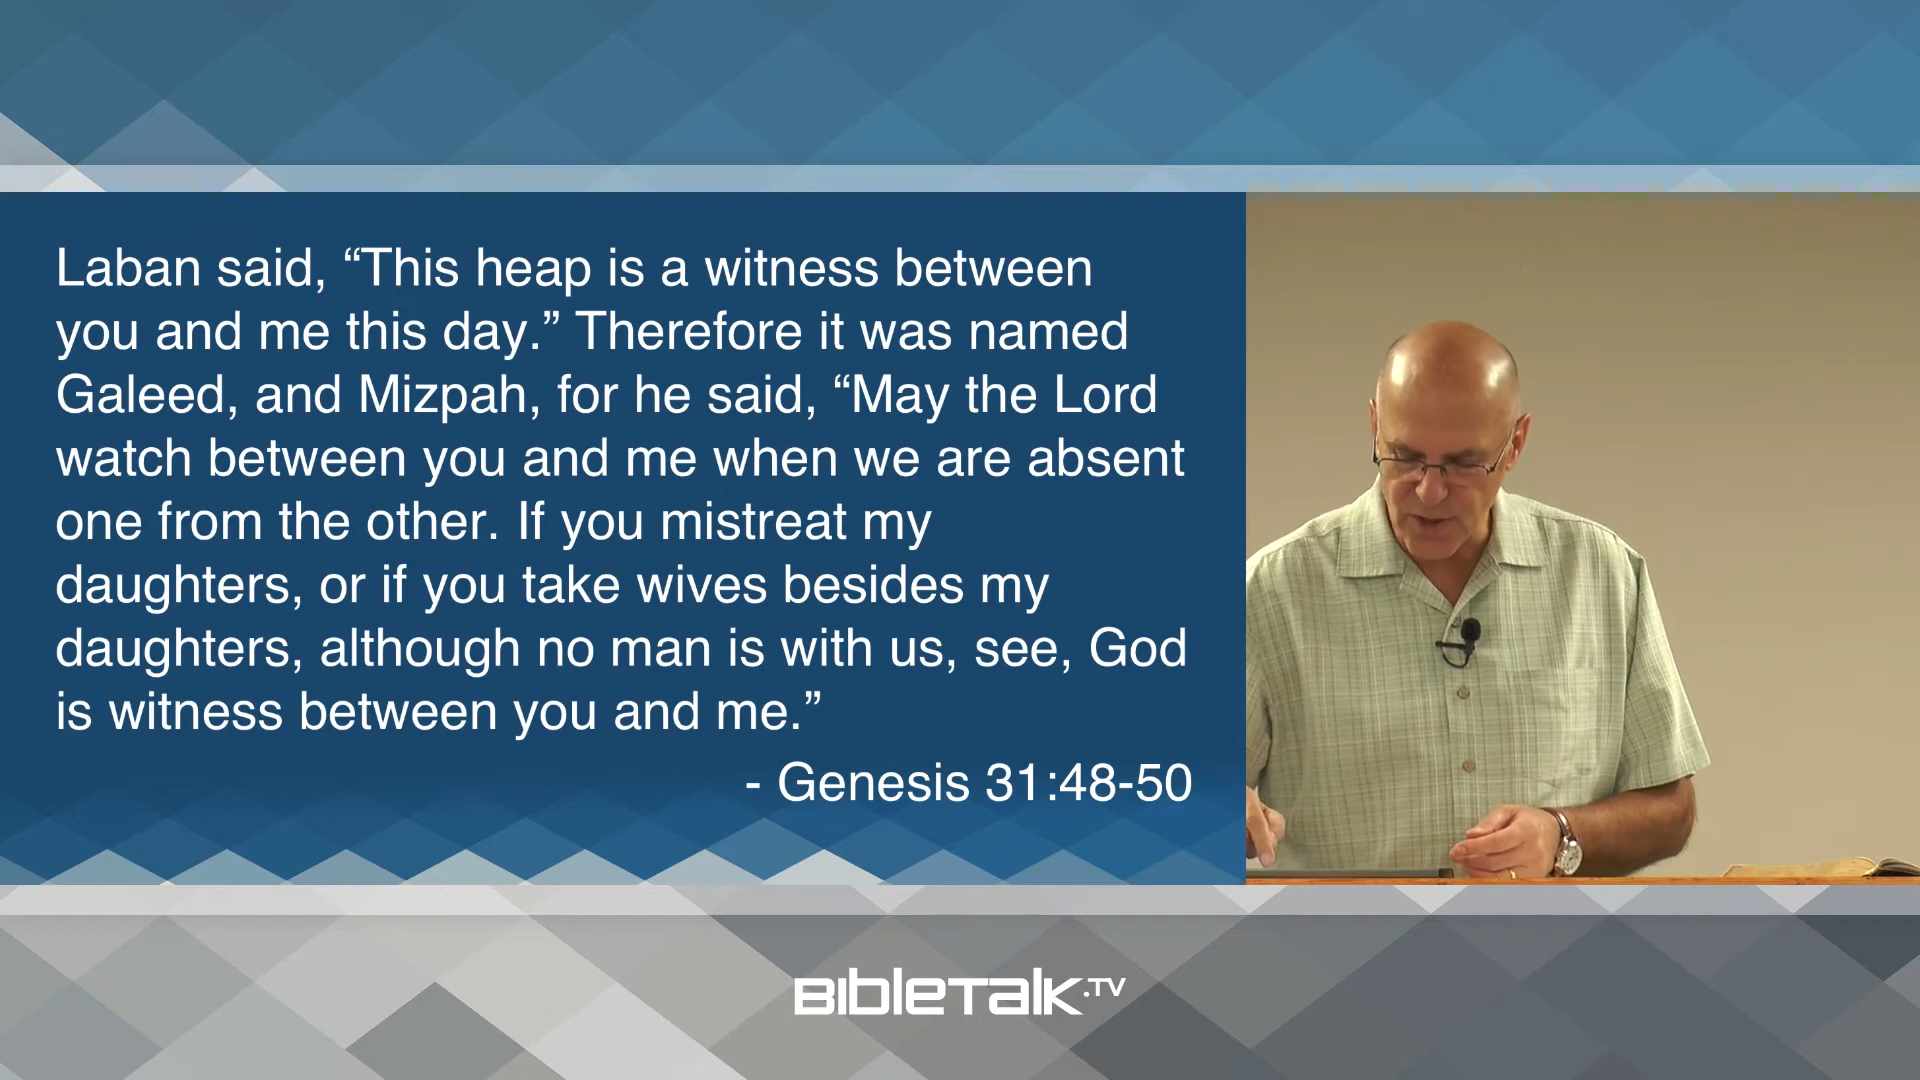 Laban said, “This heap is a witness between
you and me this day.” Therefore it was named
Galeed, and Mizpah, for he said, “May the Lord
watch between you and me when we are absent
one from the other. If you mistreat my
daughters, or if you take wives besides my
daughters, although no man is with us, see, God
is witness between you and me.”
- Genesis 31:48-50
BibleTalk.TV